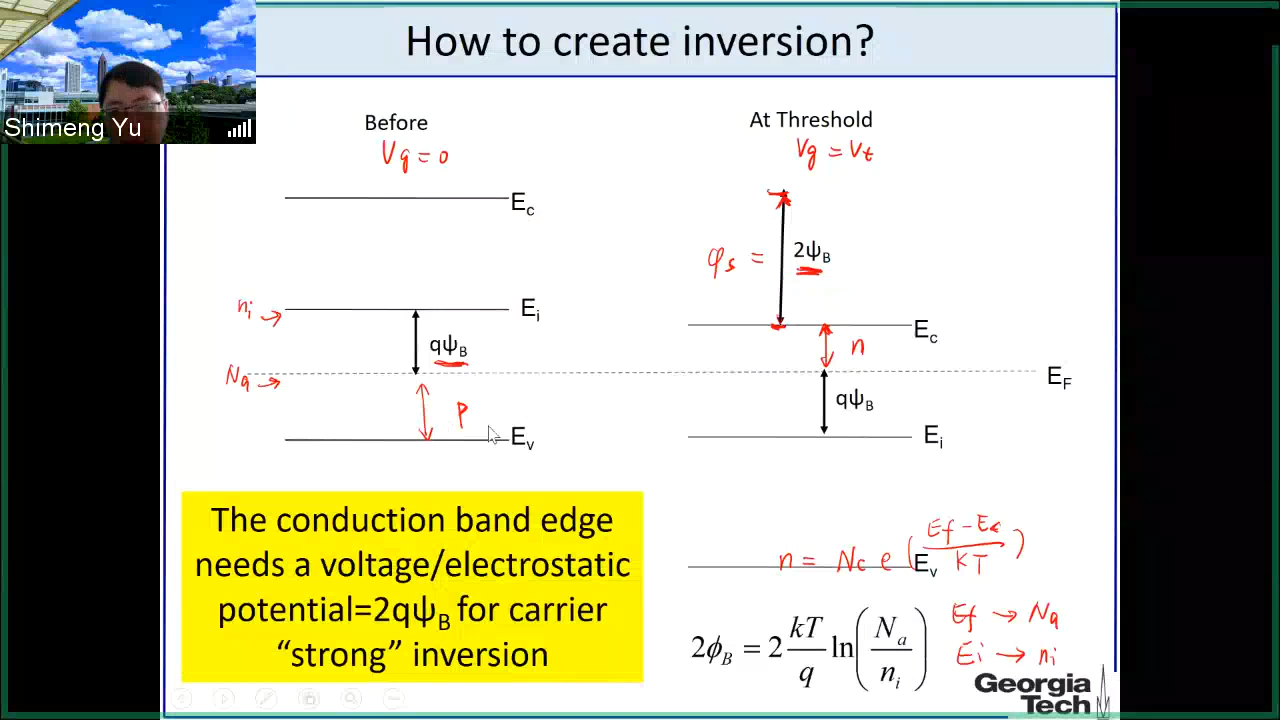 How to create inversion?
Shimeng Yu
Before
Vg = 0
Ec
ni →
Ei
qψB
Na →
P
Ev
At Threshold
Vg = Vt
φs = 2ψB
Ec
n
EF
qψB
Ei
The conduction band edge
needs a voltage/electrostatic
potential=2qψB for carrier
“strong” inversion
n = Nc e (Ef - Ec / KT)
Ev
2ϕB = 2 kT/q ln(Na/ni)
Ef → Na
Ei → ni
Georgia
Tech